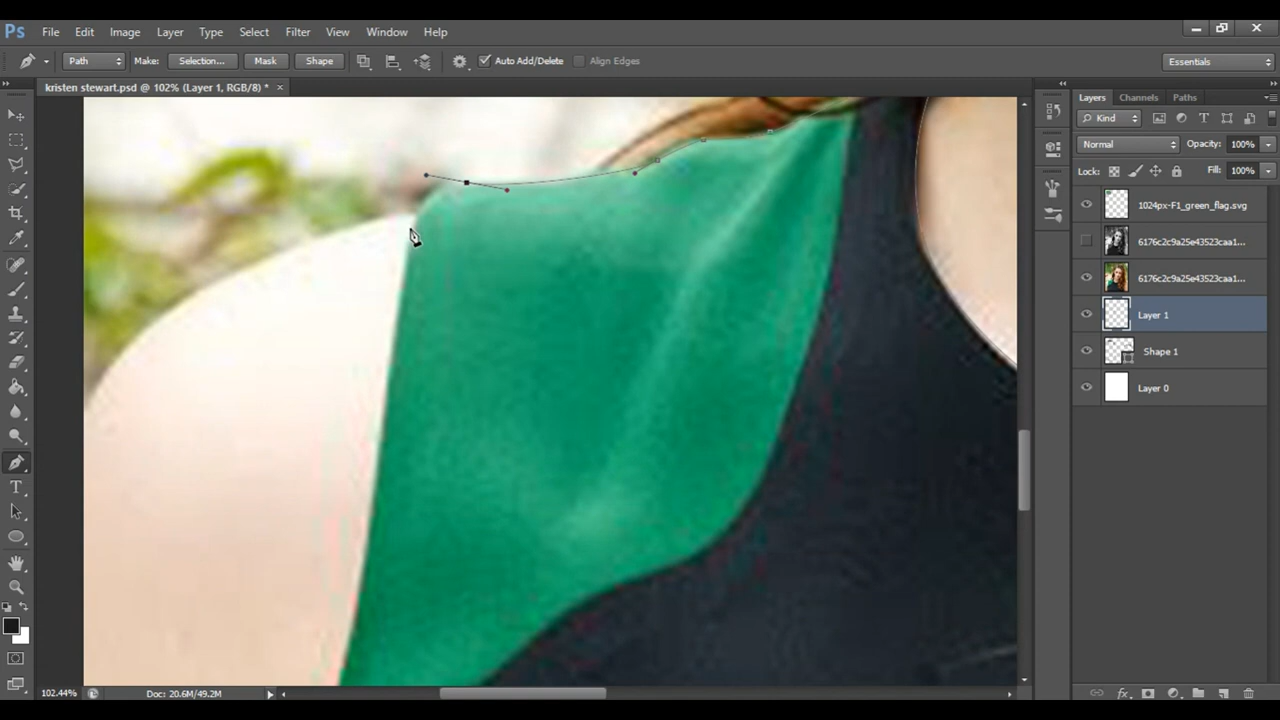 Ps File Edit Image Layer Type Select Filter View Window Help
Path Make: Selection... Mask Shape Auto Add/Delete Align Edges Essentials
kristen stewart.psd @ 102% (Layer 1, RGB/8) * ×
Layers Channels Paths
Kind
Normal Opacity: 100%
Lock: Fill: 100%
1024px-F1_green_flag.svg
6176c2c9a25e43523caa1...
6176c2c9a25e43523caa1...
Layer 1
Shape 1
Layer 0
T
102.44% Doc: 20.6M/49.2M
fx